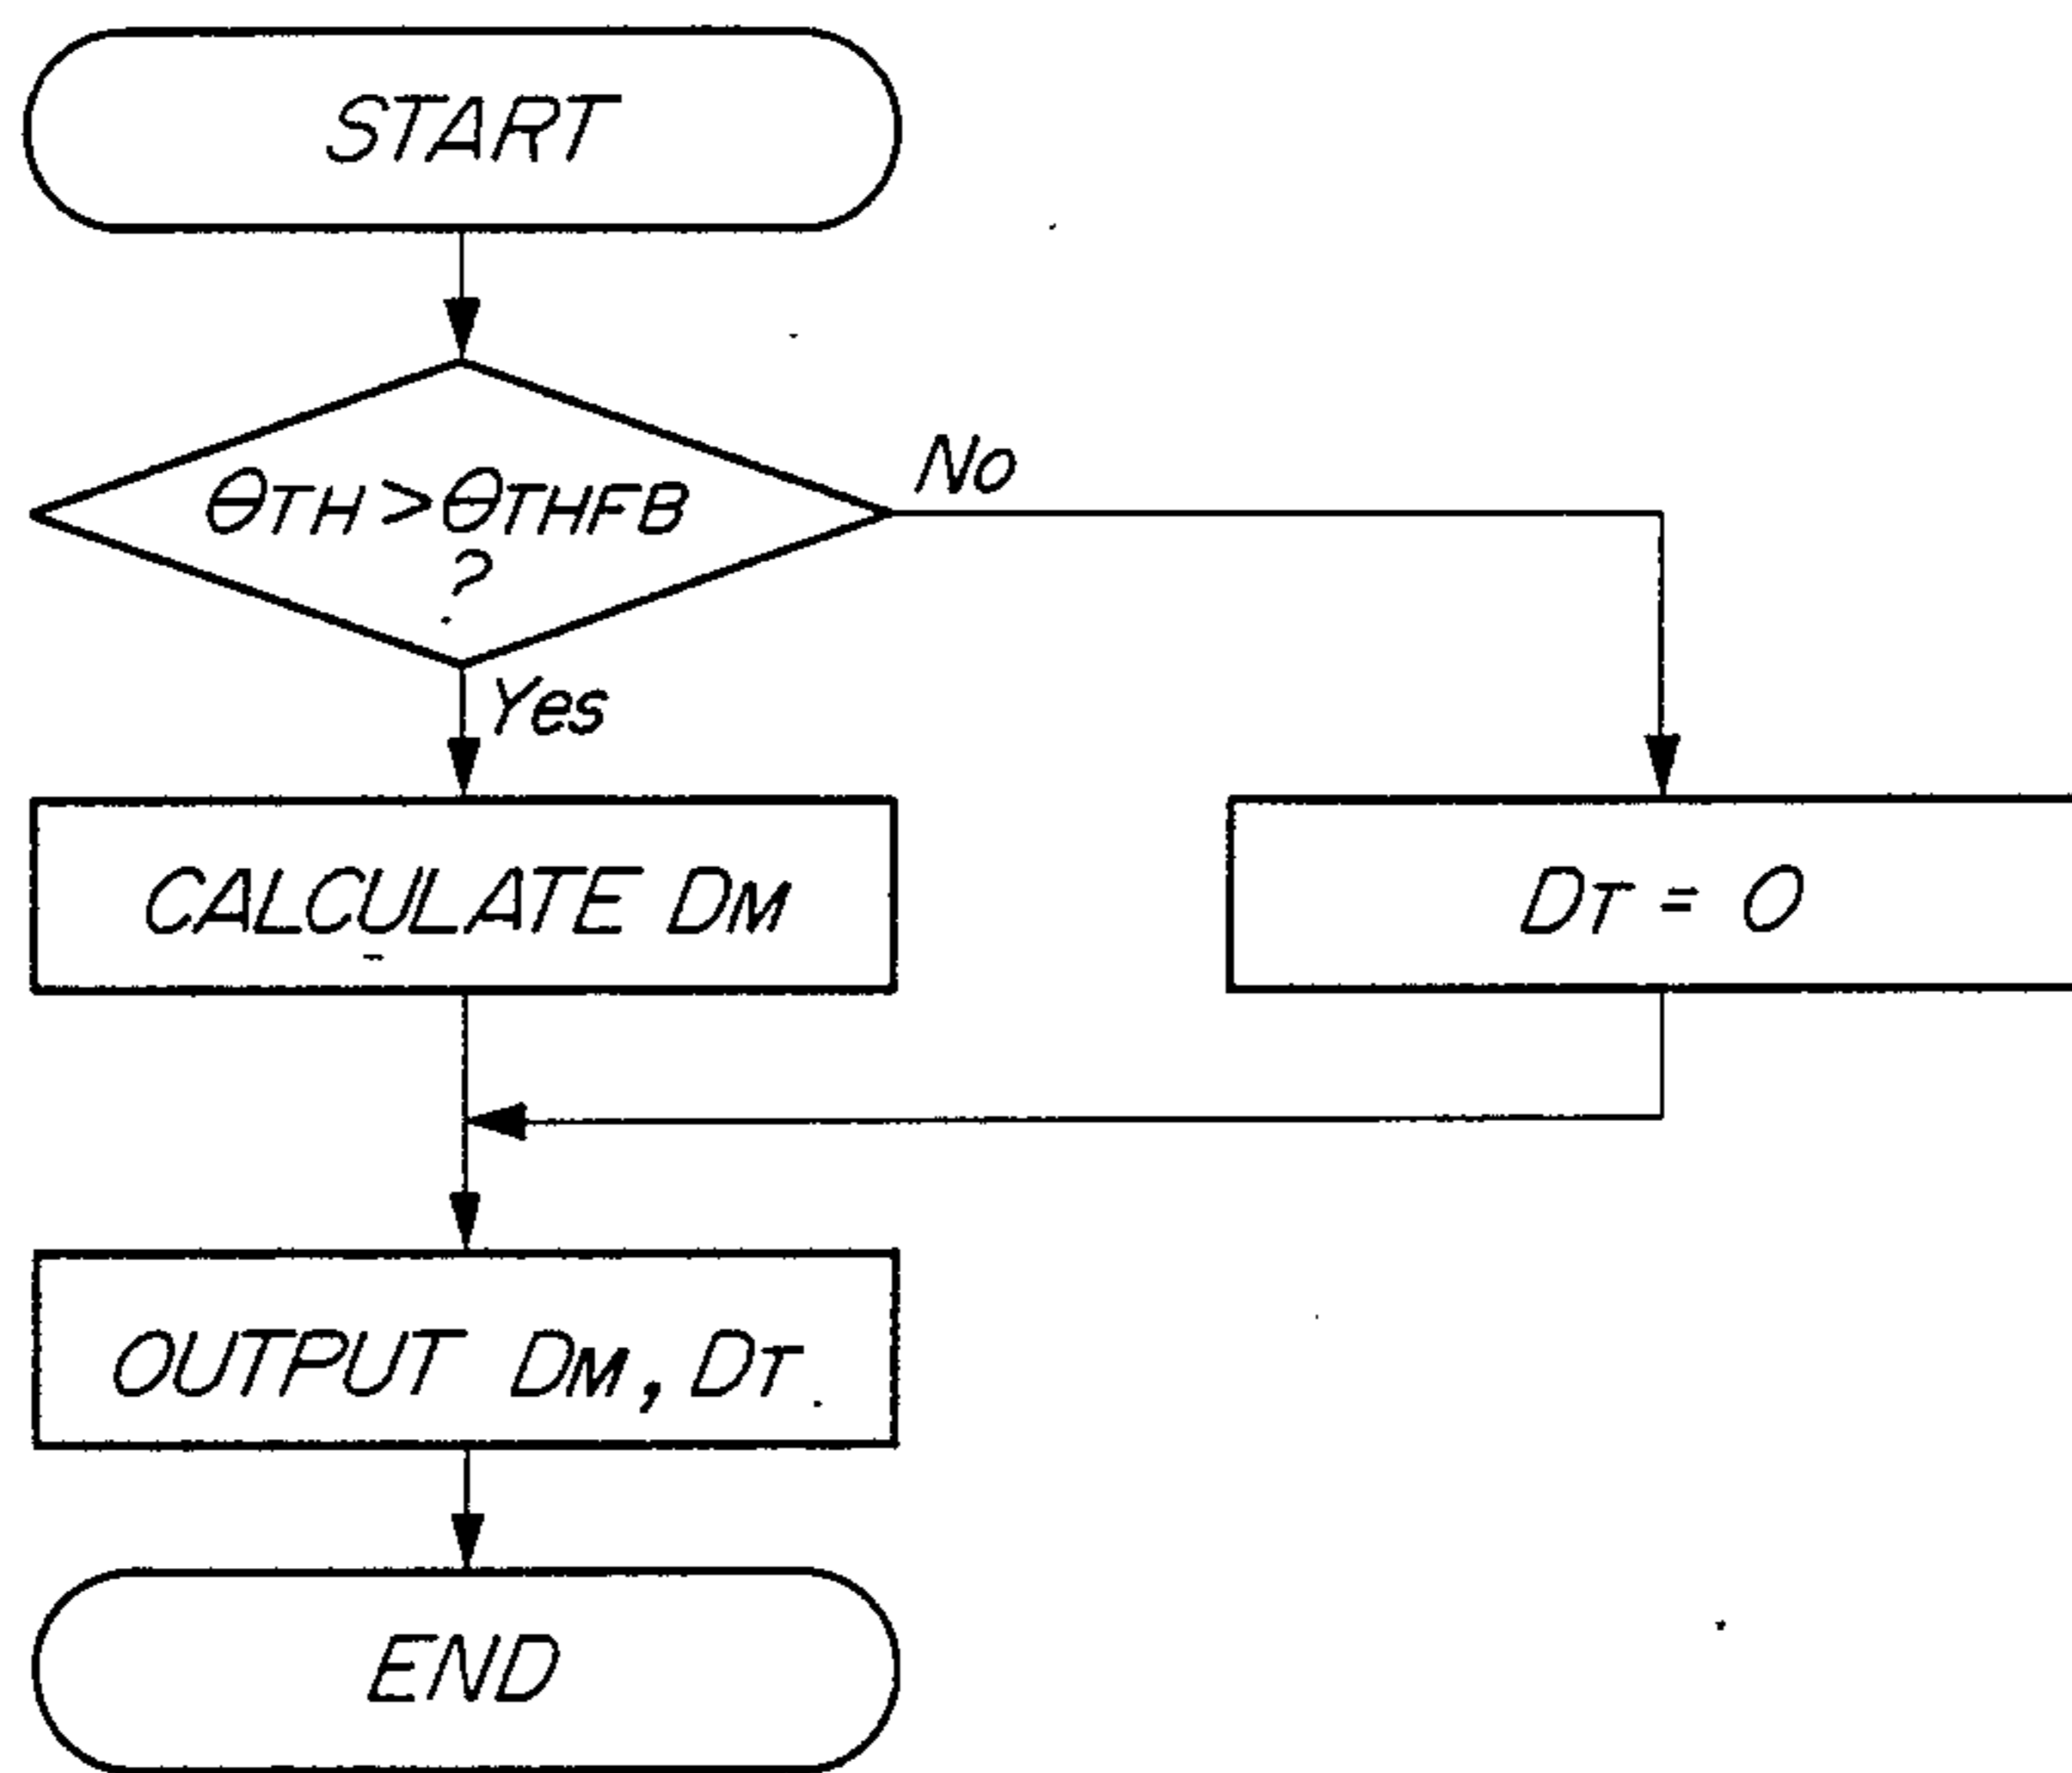 START
θTH>θTHFB
?
No
Yes
CALCULATE DM
DT = 0
OUTPUT DM, DT.
END